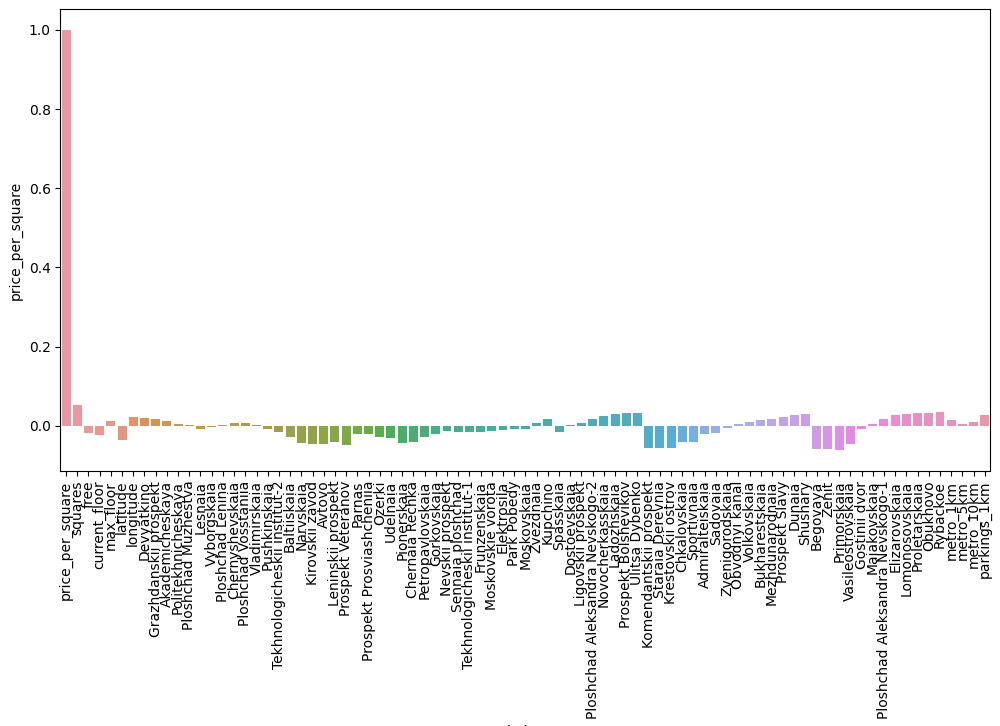 1.0
0.8
0.6
0.4
0.2
0.0
price_per_square
price_per_square
squares
free
current_floor
max_floor
latitude
longitude
Devyatkino
Grazhdanskiy Prospekt
Akademicheskaya
Politekhnicheskaya
Ploshchad Muzhestva
Lesnaia
Vyborgskaia
Ploshchad Lenina
Chernyshevskaia
Ploshchad Vosstaniia
Vladimirskaia
Pushkinskaia
Tekhnologicheskii institut-2
Baltiiskaia
Narvskaia
Kirovskii zavod
Avtovo
Leninskii prospekt
Prospekt Veteranov
Parnas
Prospekt Prosviashcheniia
Ozerki
Udelnaia
Pionerskaia
Chernaia Rechka
Petropavlovskaia
Gorkovskaia
Nevskii prospekt
Sennaia ploshchad
Tekhnologicheskii institut-1
Frunzenskaia
Moskovskie vorota
Elektrosila
Park Pobedy
Moskovskaia
Zvezdnaia
Kupchino
Spasskaia
Dostoevskaia
Ligovskii prospekt
Ploshchad Aleksandra Nevskogo-2
Novocherkasskaia
Ladozhskaia
Prospekt Bolshevikov
Ulitsa Dybenko
Komendantskii prospekt
Staraia Derevnia
Krestovskii ostrov
Chkalovskaia
Sportivnaia
Admiralteiskaia
Sadovaia
Zvenigorodskaia
Obvodnyi kanal
Volkovskaia
Bukharestskaia
Mezhdunarodnaia
Prospekt Slavy
Dunaia
Shushary
Begovaya
Zenit
Primorskaia
Vasileostrovskaia
Gostinii dvor
Maiakovskaia
Ploshchad Alevskogo-1
Elizarovskaia
Lomonosovskaia
Proletarskaia
Obukhovo
Rybackoe
metro_1km
metro_5km
metro_10km
parkings_1km